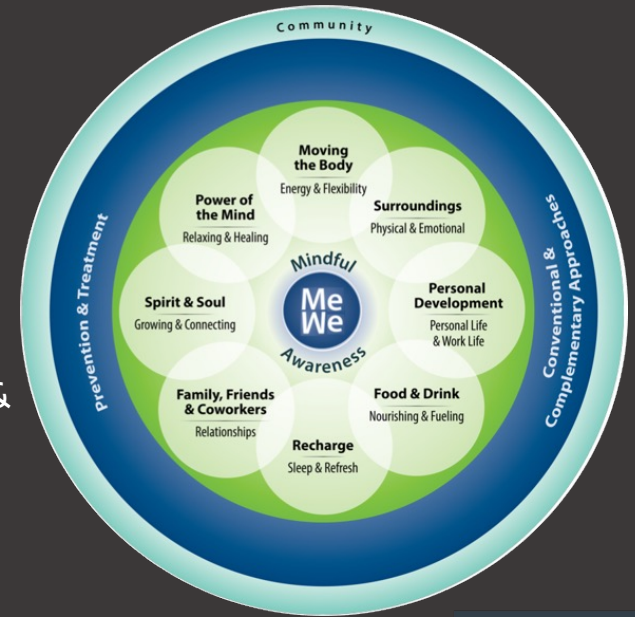 Community
Prevention & Treatment
Conventional &
Complementary Approaches
Moving
the Body
Energy & Flexibility
Surroundings
Physical & Emotional
Personal
Development
Personal Life
& Work Life
Food & Drink
Nourishing & Fueling
Recharge
Sleep & Refresh
Family, Friends
& Coworkers
Relationships
Spirit & Soul
Growing & Connecting
Power of
the Mind
Relaxing & Healing
Mindful
Me
We
Awareness
&